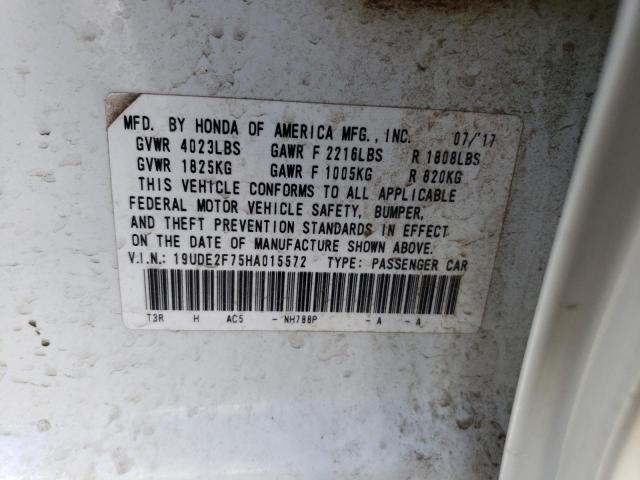 MFD. BY HONDA OF AMERICA MFG., INC. 07/'17
GVWR 4023LBS GAWR F 2216LBS R 1808LBS
GVWR 1825KG GAWR F 1005KG R 820KG
THIS VEHICLE CONFORMS TO ALL APPLICABLE
FEDERAL MOTOR VEHICLE SAFETY, BUMPER,
AND THEFT PREVENTION STANDARDS IN EFFECT
ON THE DATE OF MANUFACTURE SHOWN ABOVE.
V.I.N.: 19UDE2F75HA015572 TYPE: PASSENGER CAR
T3R H AC5 - NH788P - A - A